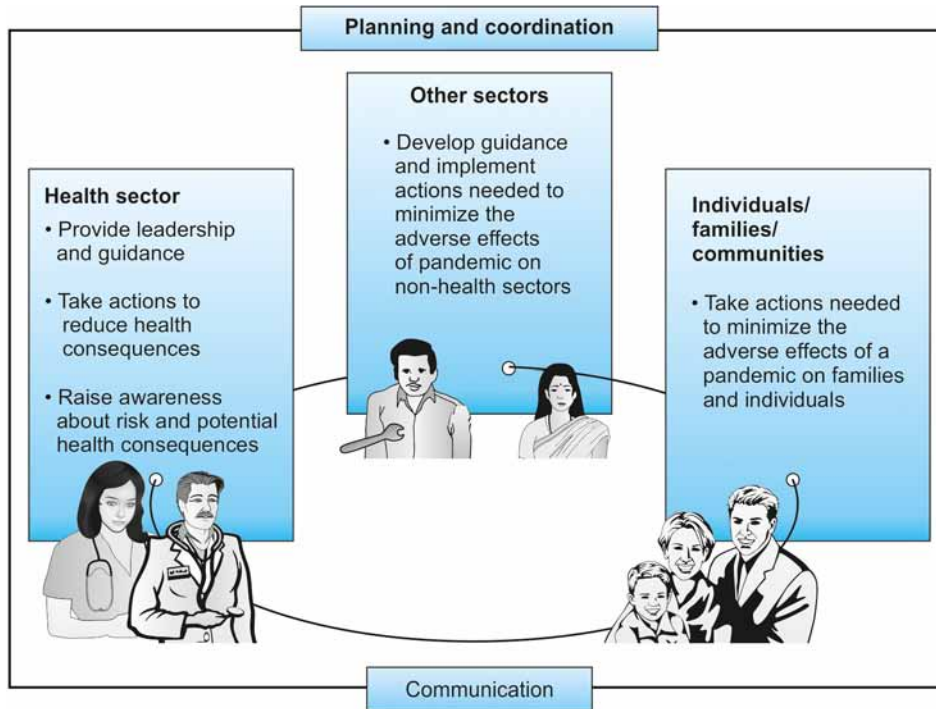 Planning and coordination
Other sectors
• Develop guidance
and implement
actions needed to
minimize the
adverse effects
of pandemic on
non-health sectors
Health sector
• Provide leadership
and guidance
• Take actions to
reduce health
consequences
• Raise awareness
about risk and potential
health consequences
Individuals/
families/
communities
• Take actions needed
to minimize the
adverse effects of a
pandemic on families
and individuals
Communication